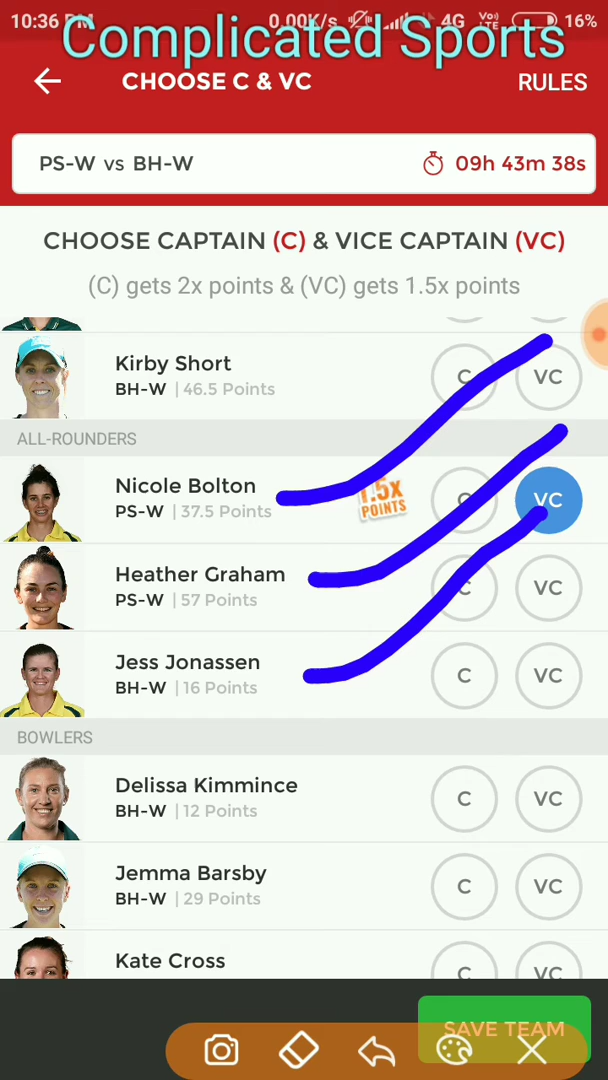 10:36 PM 0.00K/s 4G Vo) LTE 16%
Complicated Sports
CHOOSE C & VC RULES
PS-W vs BH-W 09h 43m 38s
CHOOSE CAPTAIN (C) & VICE CAPTAIN (VC)
(C) gets 2x points & (VC) gets 1.5x points
Kirby Short
BH-W | 46.5 Points
C VC
ALL-ROUNDERS
Nicole Bolton
PS-W | 37.5 Points
1.5X
POINTS
C VC
Heather Graham
PS-W | 57 Points
C VC
Jess Jonassen
BH-W | 16 Points
C VC
BOWLERS
Delissa Kimmince
BH-W | 12 Points
C VC
Jemma Barsby
BH-W | 29 Points
C VC
Kate Cross
C VC
SAVE TEAM